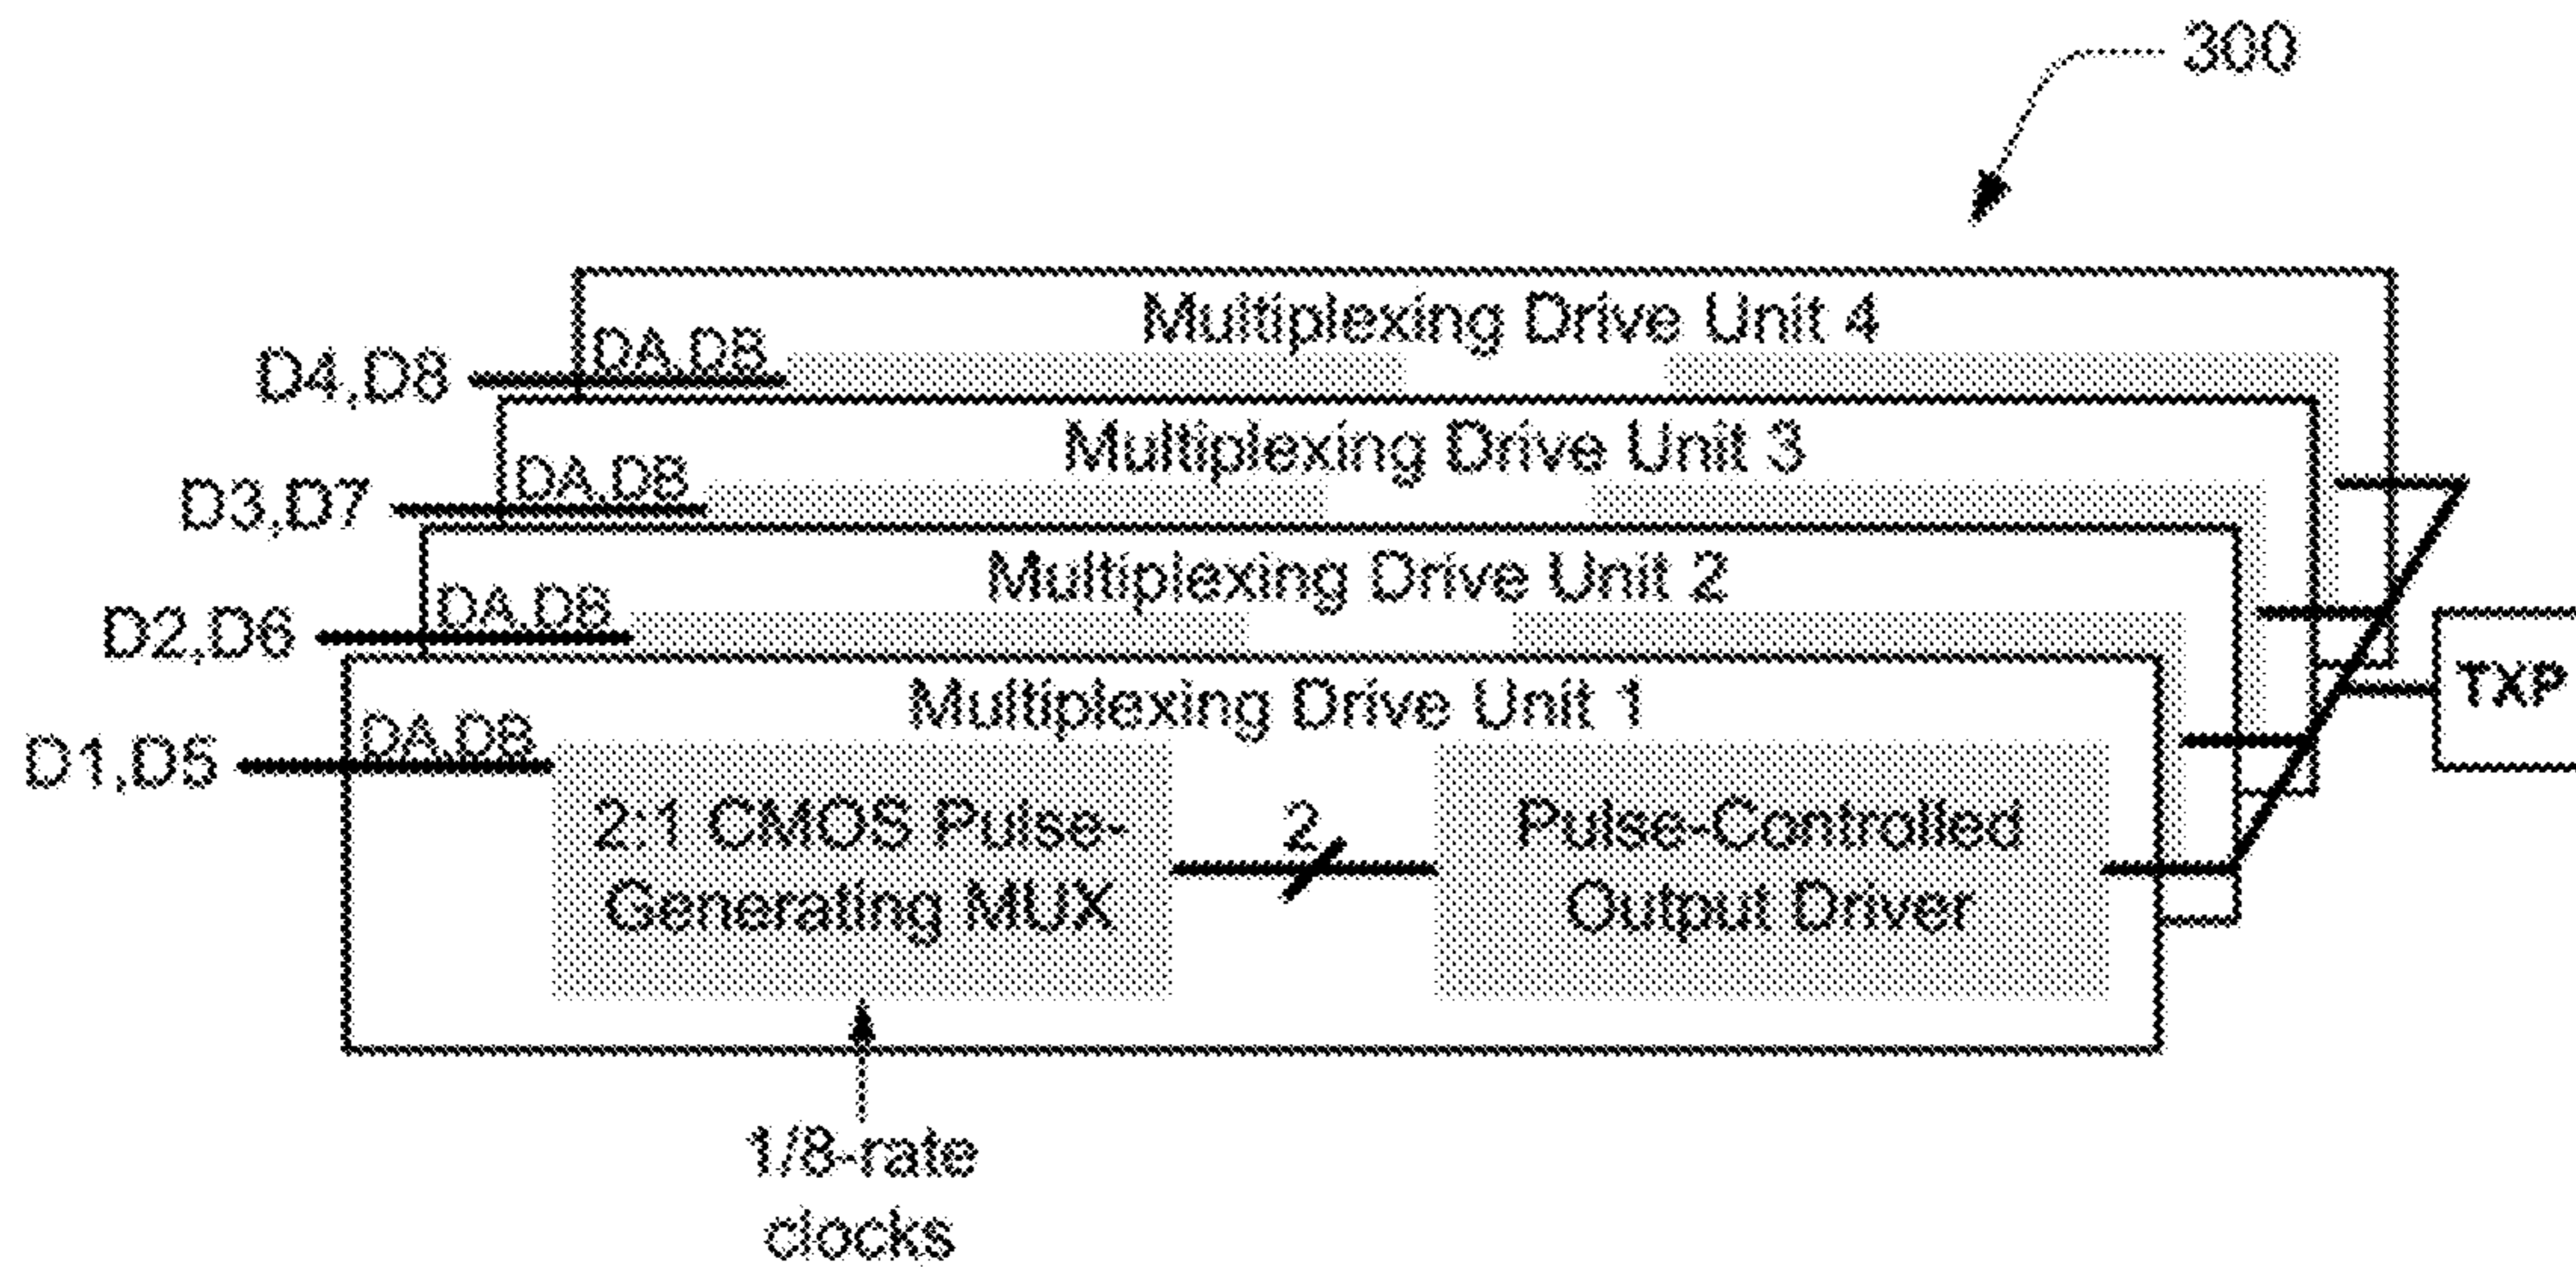 300
Multiplexing Drive Unit 4
D4,D8 DA,DB
Multiplexing Drive Unit 3
D3,D7 DA,DB
Multiplexing Drive Unit 2
D2,D6 DA,DB
TXP
Multiplexing Drive Unit 1
D1,D5 DA,DB
2:1 CMOS Pulse-
Generating MUX
2
Pulse-Controlled
Output Driver
1/8-rate
clocks